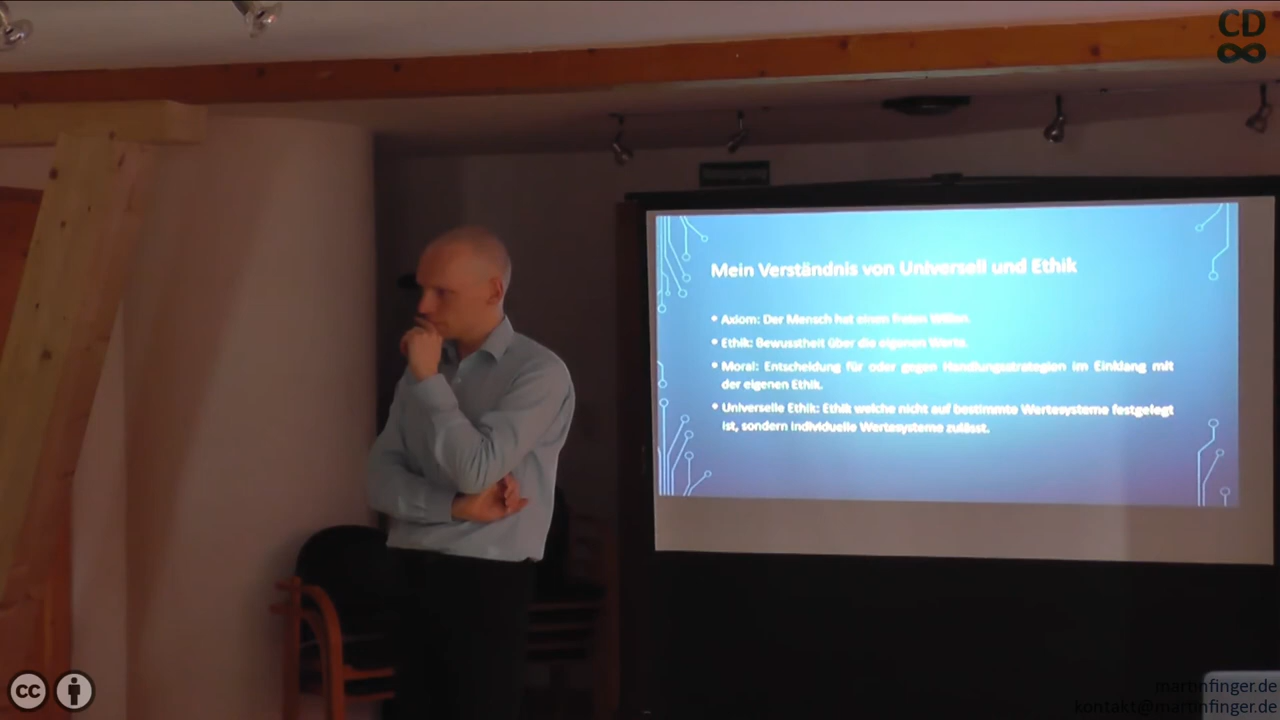 CD
Mein Verständnis von Universell und Ethik
• Axiom: Der Mensch hat einen freien Willen.
• Ethik: Bewusstheit über die eigenen Werte.
• Moral: Entscheidung für oder gegen Handlungsstrategien im Einklang mit
der eigenen Ethik.
• Universelle Ethik: Ethik welche nicht auf bestimmte Wertesysteme festgelegt
ist, sondern individuelle Wertesysteme zulässt.
cc
martinfinger.de
kontakt@martinfinger.de